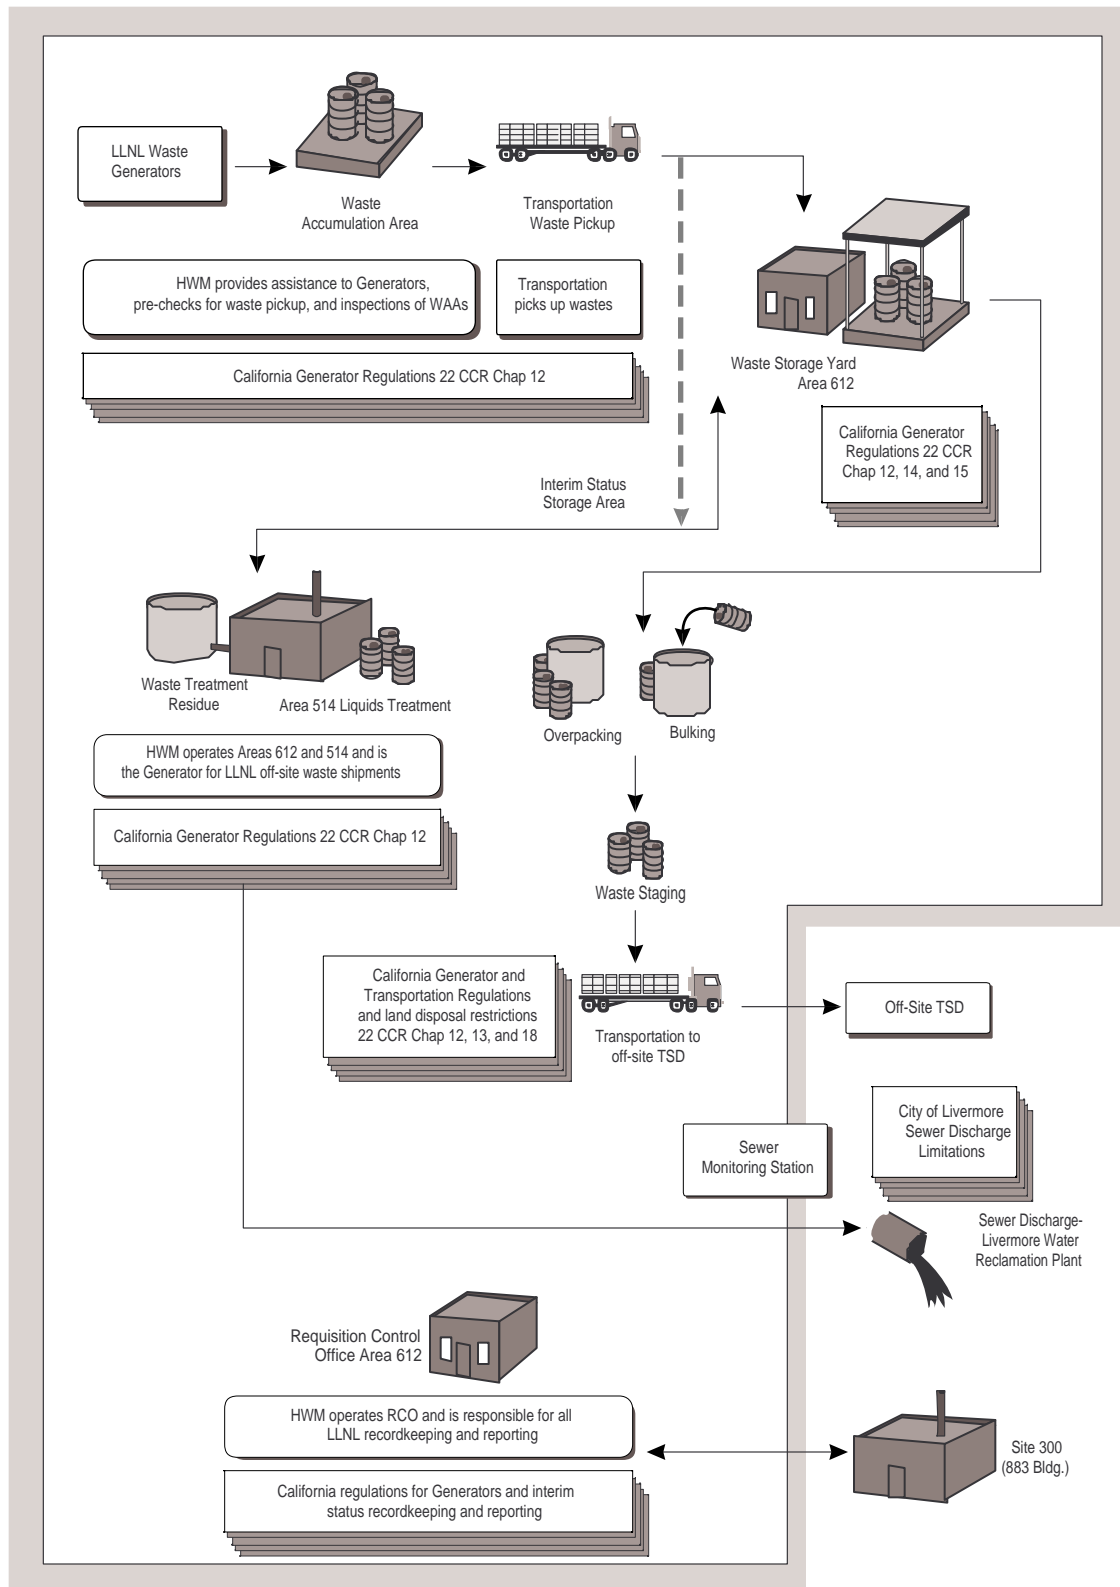 LLNL Waste
Generators
Waste
Accumulation Area
Transportation
Waste Pickup
HWM provides assistance to Generators,
pre-checks for waste pickup, and inspections of WAAs
Transportation
picks up wastes
California Generator Regulations 22 CCR Chap 12
Waste Storage Yard
Area 612
California Generator
Regulations 22 CCR
Chap 12, 14, and 15
Interim Status
Storage Area
Waste Treatment
Residue
Area 514 Liquids Treatment
Overpacking
Bulking
HWM operates Areas 612 and 514 and is
the Generator for LLNL off-site waste shipments
California Generator Regulations 22 CCR Chap 12
Waste Staging
California Generator and
Transportation Regulations
and land disposal restrictions
22 CCR Chap 12, 13, and 18
Transportation to
off-site TSD
Off-Site TSD
City of Livermore
Sewer Discharge
Limitations
Sewer
Monitoring Station
Sewer Discharge-
Livermore Water
Reclamation Plant
Requisition Control
Office Area 612
HWM operates RCO and is responsible for all
LLNL recordkeeping and reporting
California regulations for Generators and interim
status recordkeeping and reporting
Site 300
(883 Bldg.)